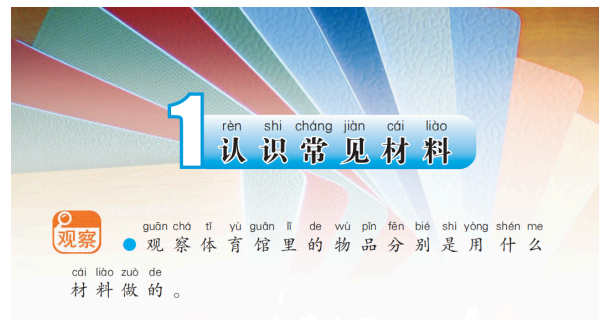 1
rèn shi cháng jiàn cái liào
认识常见材料
观察
guān chá tǐ yù guǎn lǐ de wù pǐn fēn bié shì yòng shén me
观察体育馆里的物品分别是用什么
cái liào zuò de
材料做的。